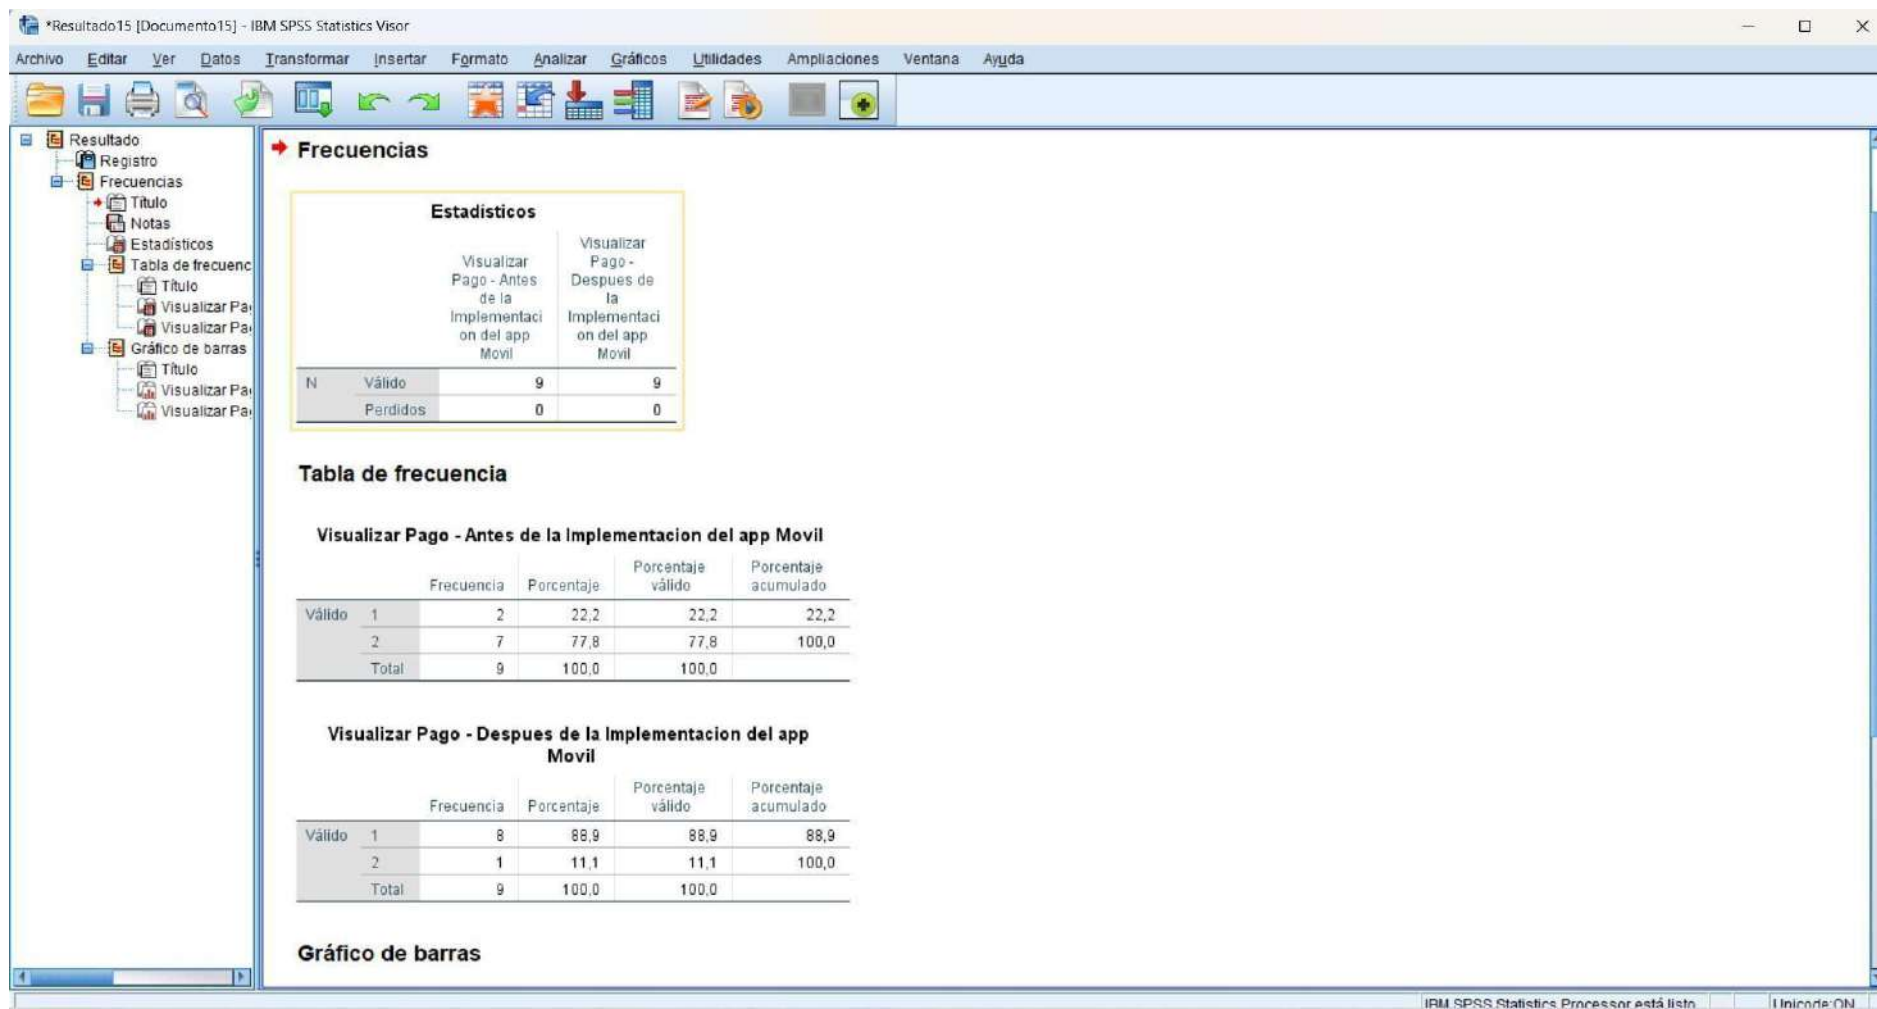 *Resultado15 [Documento15] - IBM SPSS Statistics Visor
Archivo Editar Ver Datos Transformar Insertar Formato Analizar Gráficos Utilidades Ampliaciones Ventana Ayuda
Resultado
Registro
Frecuencias
Título
Notas
Estadísticos
Tabla de frecuenc
Título
Visualizar Pa
Visualizar Pa
Gráfico de barras
Título
Visualizar Pa
Visualizar Pa
Frecuencias
Estadísticos
Visualizar
Pago - Antes
de la
Implementaci
on del app
Movil
Visualizar
Pago -
Despues de
la
Implementaci
on del app
Movil
N Válido 9 9
Perdidos 0 0
Tabla de frecuencia
Visualizar Pago - Antes de la Implementacion del app Movil
Frecuencia Porcentaje Porcentaje válido Porcentaje acumulado
Válido 1 2 22,2 22,2 22,2
2 7 77,8 77,8 100,0
Total 9 100,0 100,0
Visualizar Pago - Despues de la Implementacion del app
Movil
Frecuencia Porcentaje Porcentaje válido Porcentaje acumulado
Válido 1 8 88,9 88,9 88,9
2 1 11,1 11,1 100,0
Total 9 100,0 100,0
Gráfico de barras
IBM SPSS Statistics Processor está listo Unicode:ON